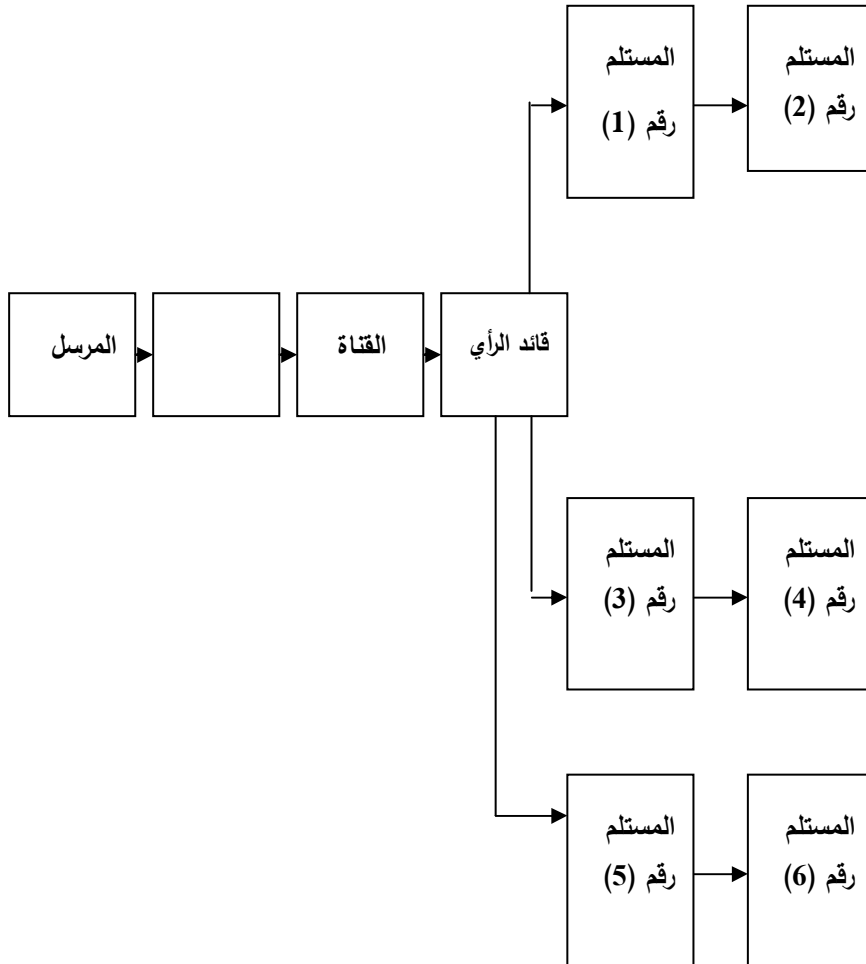 المستلم
رقم (1)
المستلم
رقم (2)
المرسل
القناة
قائد الرأي
المستلم
رقم (3)
المستلم
رقم (4)
المستلم
رقم (5)
المستلم
رقم (6)